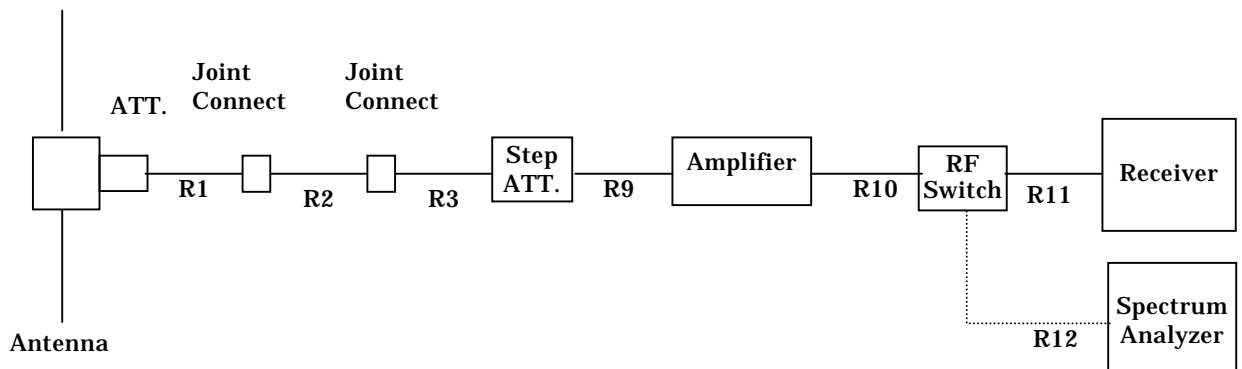 ATT.
Joint
Connect
Joint
Connect
Antenna
R1
R2
R3
Step
ATT.
R9
Amplifier
R10
RF
Switch
R11
Receiver
R12
Spectrum
Analyzer